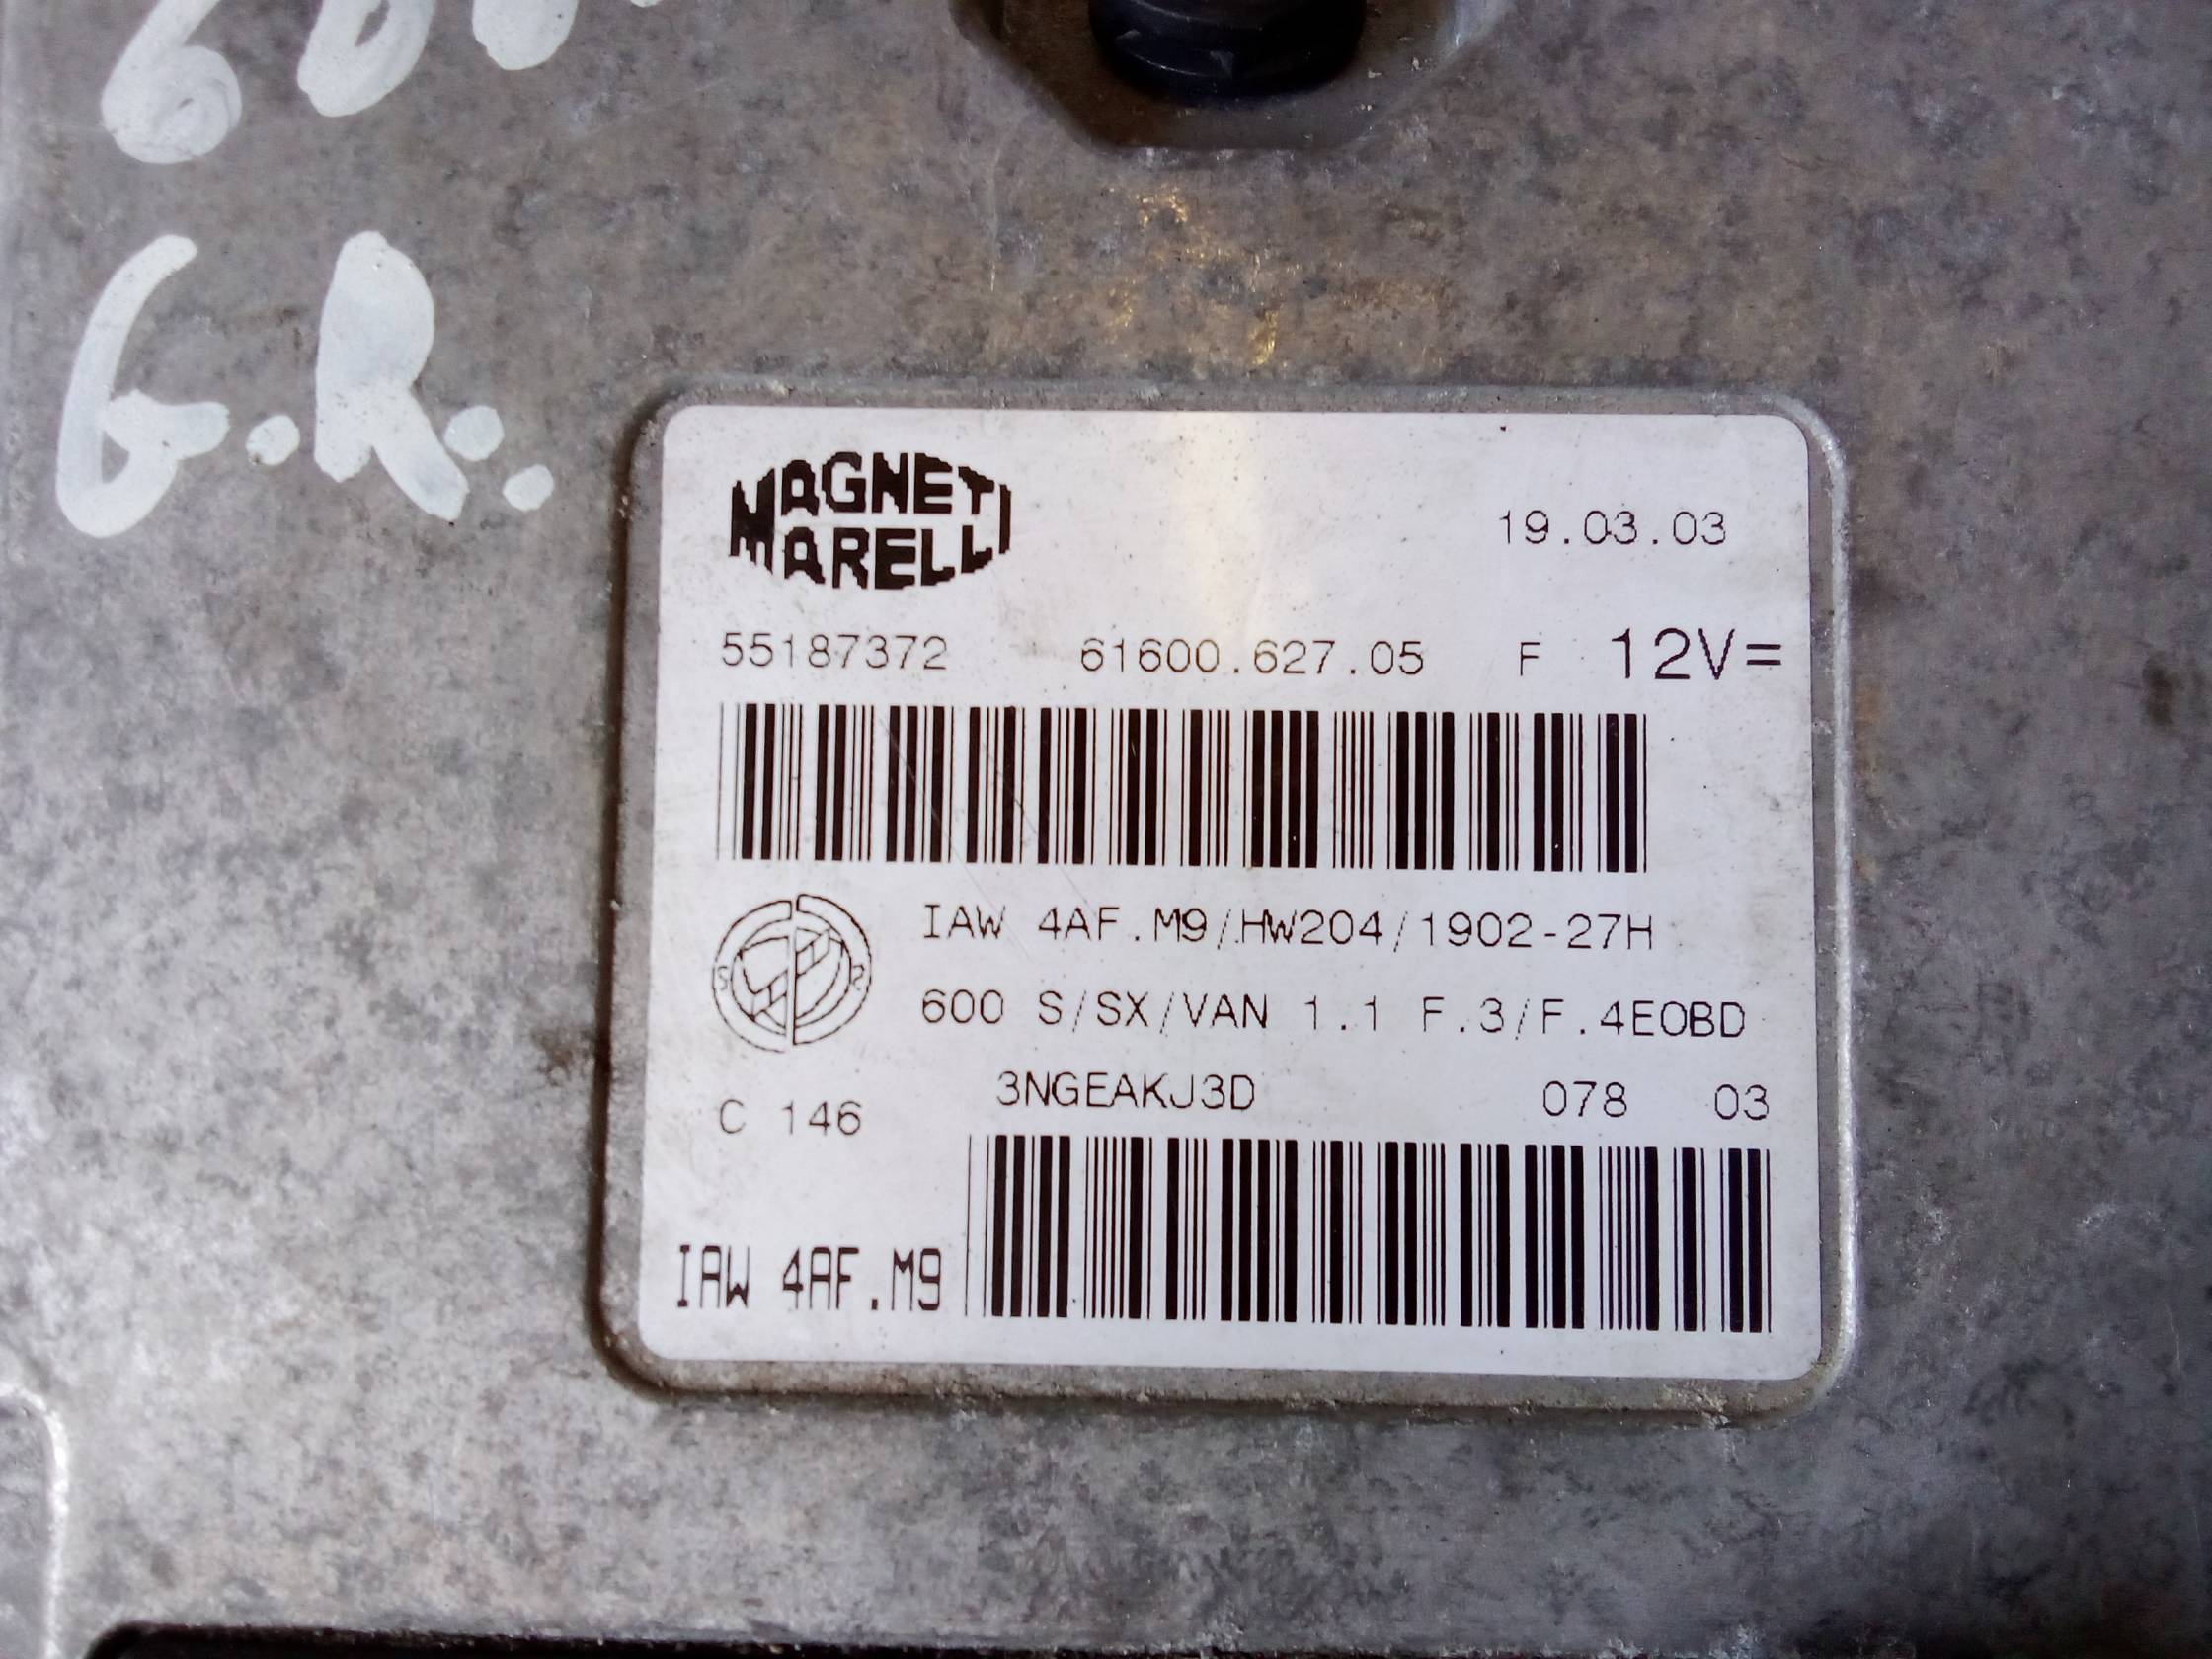 600
G.R.
MAGNETI
MARELLI
19.03.03
55187372 61600.627.05 F 12V=
IAW 4AF.M9/HW204/1902-27H
600 S/SX/VAN 1.1 F.3/F.4EOBD
C 146 3NGEAKJ3D 078 03
IAW 4AF.M9